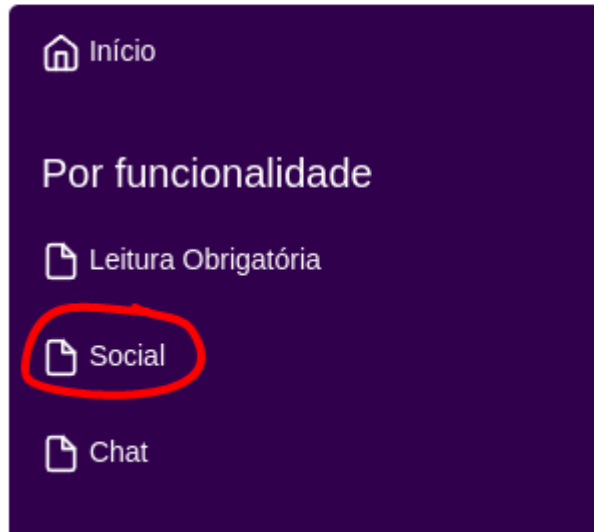 Início
Por funcionalidade
Leitura Obrigatória
Social
Chat